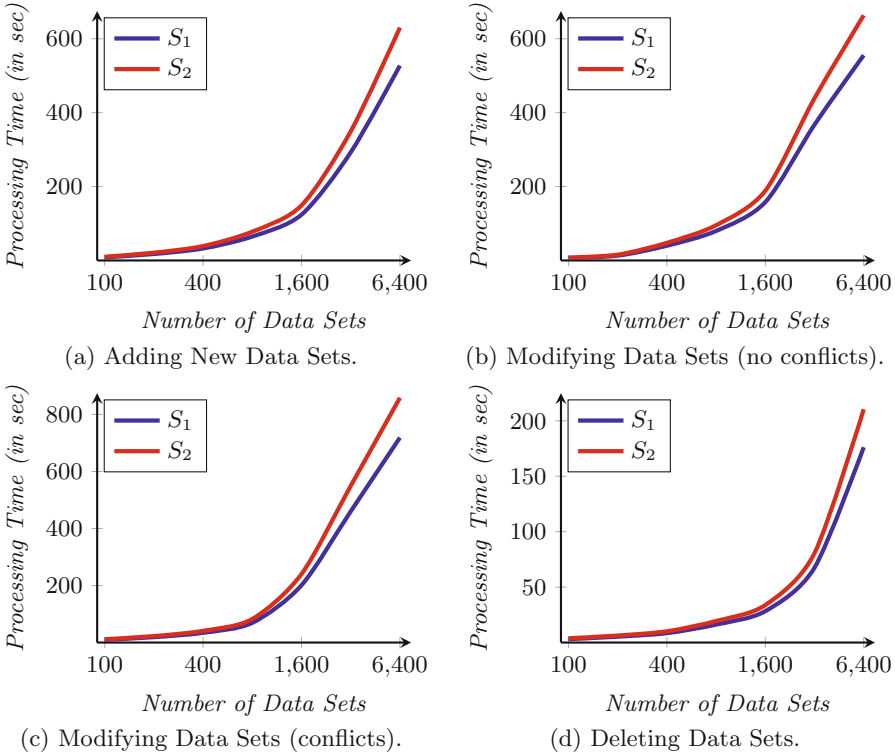 600
400
200
100
400
1,600
6,400
Processing Time (in sec)
Number of Data Sets
S1
S2
(a) Adding New Data Sets.
600
400
200
100
400
1,600
6,400
Processing Time (in sec)
Number of Data Sets
S1
S2
(b) Modifying Data Sets (no conflicts).
800
600
400
200
100
400
1,600
6,400
Processing Time (in sec)
Number of Data Sets
S1
S2
(c) Modifying Data Sets (conflicts).
200
150
100
50
100
400
1,600
6,400
Processing Time (in sec)
Number of Data Sets
S1
S2
(d) Deleting Data Sets.